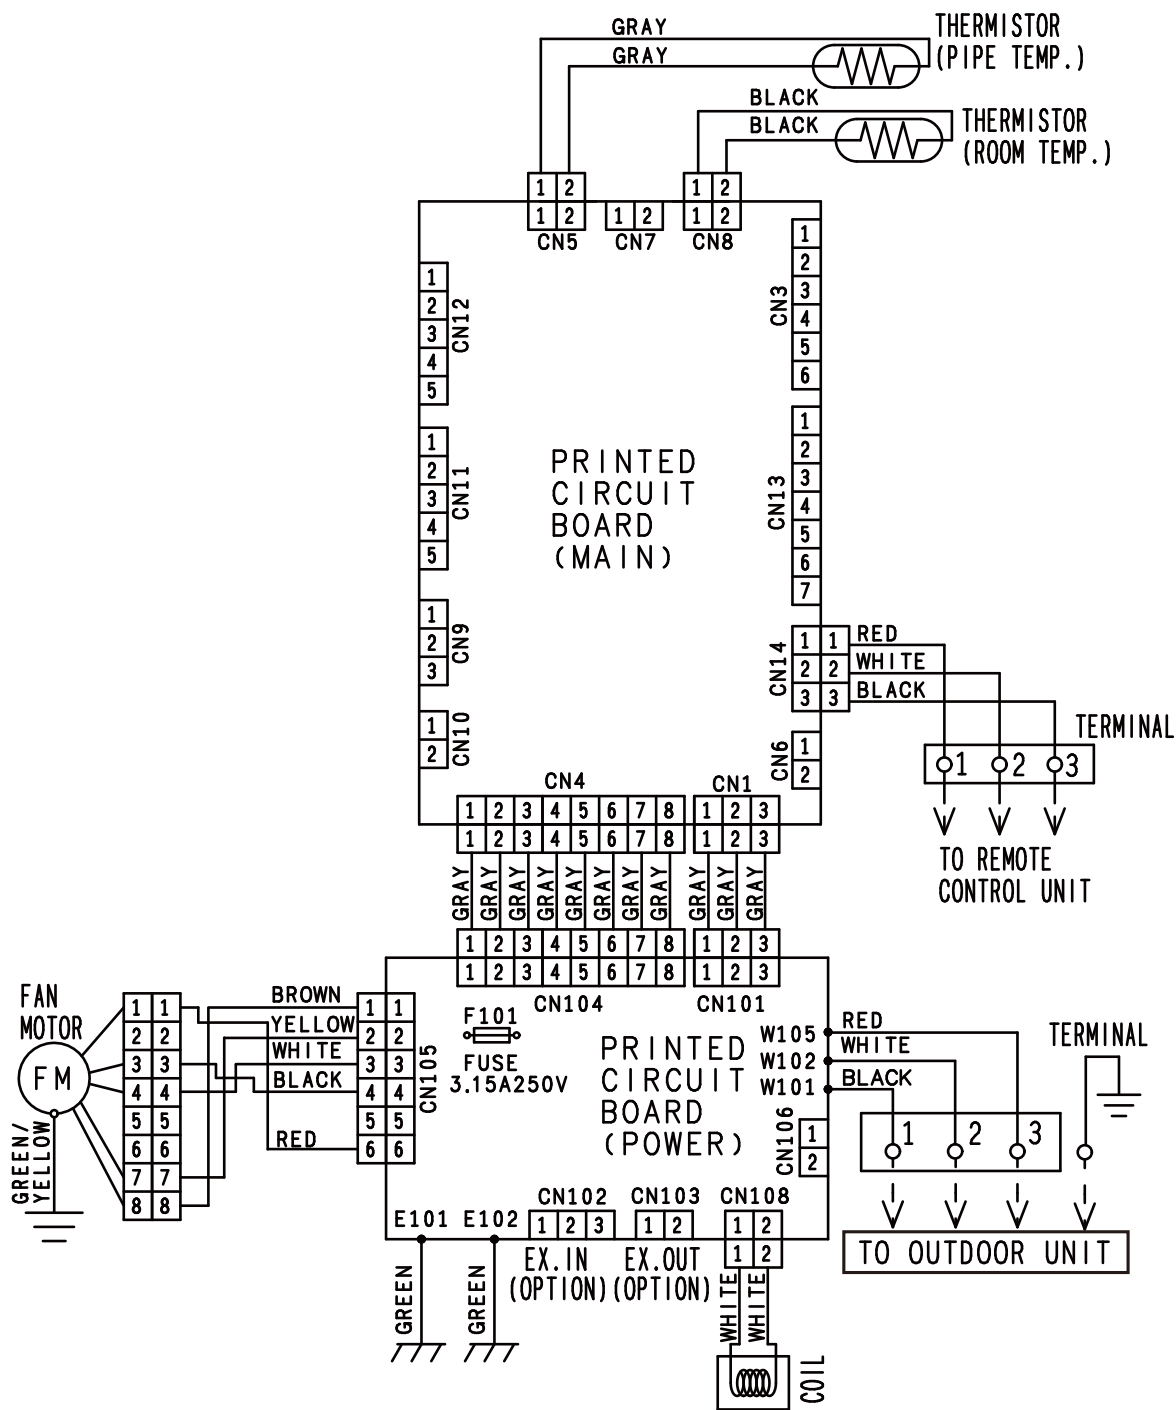 GRAY
THERMISTOR
(PIPE TEMP.)
GRAY
BLACK
THERMISTOR
(ROOM TEMP.)
BLACK
1 2
1 2
CN5
1 2
CN7
1 2
1 2
CN8
1
2
3
4
5
CN12
1
2
3
4
5
6
CN3
1
2
3
4
5
CN11
PRINTED
CIRCUIT
BOARD
(MAIN)
1
2
3
4
5
6
7
CN13
1
2
3
CN9
1 1
2 2
3 3
CN14
RED
WHITE
BLACK
1
2
CN10
1
2
CN6
TERMINAL
1 2 3
TO REMOTE
CONTROL UNIT
CN4
1 2 3 4 5 6 7 8
1 2 3 4 5 6 7 8
CN1
1 2 3
1 2 3
GRAY GRAY GRAY GRAY GRAY GRAY GRAY GRAY
GRAY GRAY GRAY
1 2 3 4 5 6 7 8
1 2 3 4 5 6 7 8
CN104
1 2 3
1 2 3
CN101
FAN
MOTOR
FM
GREEN/
YELLOW
1 1
2 2
3 3
4 4
5 5
6 6
7 7
8 8
BROWN
YELLOW
WHITE
BLACK
RED
1 1
2 2
3 3
4 4
5 5
6 6
CN105
F101
FUSE
3.15A250V
PRINTED
CIRCUIT
BOARD
(POWER)
W105
W102
W101
RED
WHITE
BLACK
TERMINAL
1
2
CN106
1 2 3
TO OUTDOOR UNIT
E101
E102
CN102
1 2 3
EX.IN
(OPTION)
CN103
1 2
EX.OUT
(OPTION)
CN108
1 2
1 2
GREEN
GREEN
WHITE
WHITE
COIL